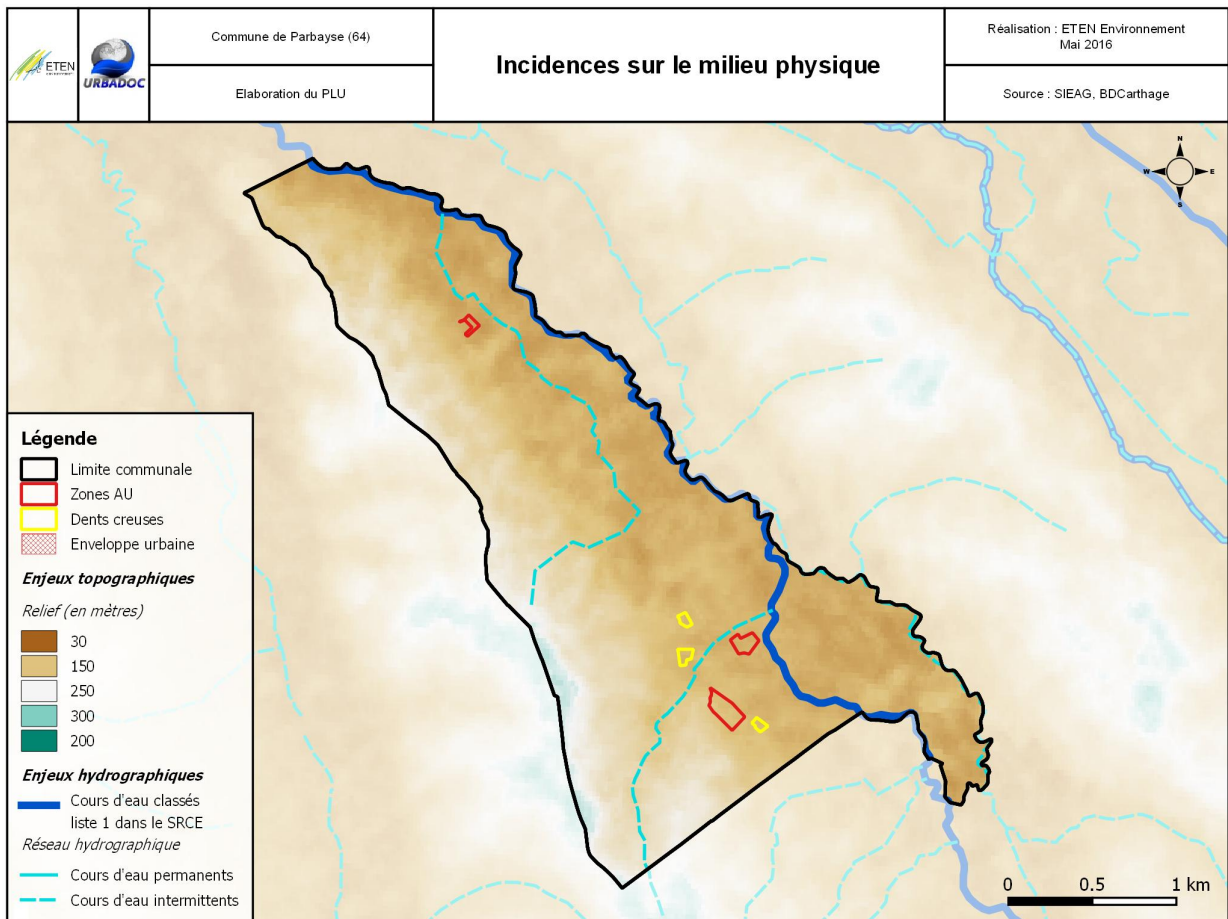 ETEN
URBADOC
Commune de Parbayse (64)
Elaboration du PLU
Incidences sur le milieu physique
Réalisation : ETEN Environnement
Mai 2016
Source : SIEAG, BDCarthage
N
W
E
S
Légende
Limite communale
Zones AU
Dents creuses
Enveloppe urbaine
Enjeux topographiques
Relief (en mètres)
30
150
250
300
200
Enjeux hydrographiques
Cours d'eau classés
liste 1 dans le SRCE
Réseau hydrographique
Cours d'eau permanents
Cours d'eau intermittents
0 0.5 1 km